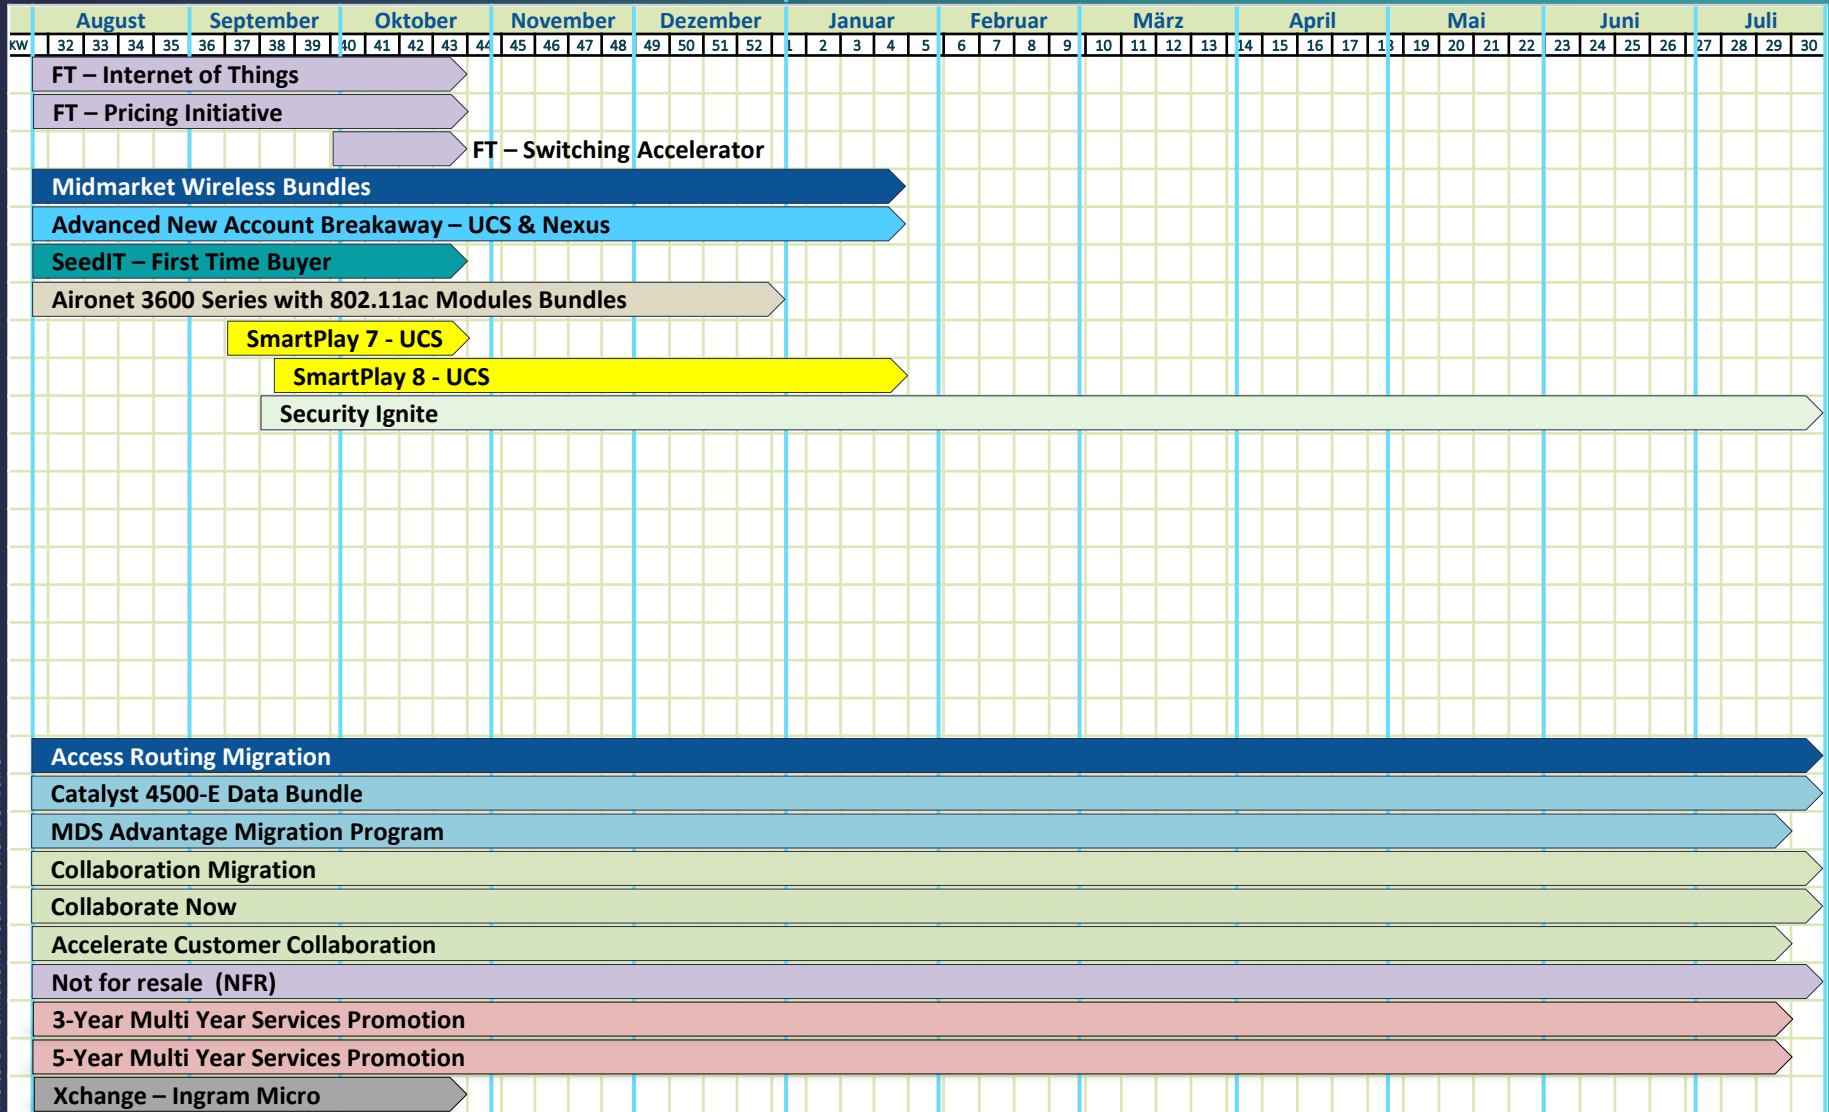 August September Oktober November Dezember Januar Februar März April Mai Juni Juli
KW 32 33 34 35 36 37 38 39 40 41 42 43 44 45 46 47 48 49 50 51 52 1 2 3 4 5 6 7 8 9 10 11 12 13 14 15 16 17 18 19 20 21 22 23 24 25 26 27 28 29 30
FT – Internet of Things
FT – Pricing Initiative
FT – Switching Accelerator
Midmarket Wireless Bundles
Advanced New Account Breakaway – UCS & Nexus
SeedIT – First Time Buyer
Aironet 3600 Series with 802.11ac Modules Bundles
SmartPlay 7 - UCS
SmartPlay 8 - UCS
Security Ignite
Access Routing Migration
Catalyst 4500-E Data Bundle
MDS Advantage Migration Program
Collaboration Migration
Collaborate Now
Accelerate Customer Collaboration
Not for resale (NFR)
3-Year Multi Year Services Promotion
5-Year Multi Year Services Promotion
Xchange – Ingram Micro